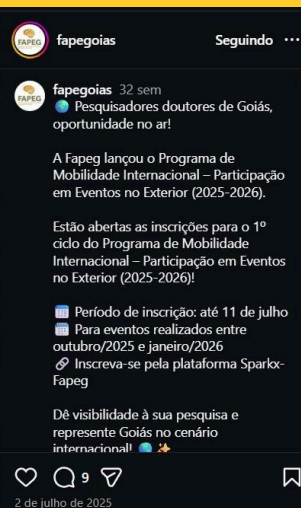 FAPEG
fapegoias
Seguindo
FAPEG
fapegoias 32 sem
Pesquisadores doutores de Goiás,
oportunidade no ar!
A Fapeg lançou o Programa de
Mobilidade Internacional – Participação
em Eventos no Exterior (2025-2026).
Estão abertas as inscrições para o 1º
ciclo do Programa de Mobilidade
Internacional – Participação em Eventos
no Exterior (2025-2026)!
Período de inscrição: até 11 de julho
Para eventos realizados entre
outubro/2025 e janeiro/2026
Inscreva-se pela plataforma Sparkx-
Fapeg
Dê visibilidade à sua pesquisa e
represente Goiás no cenário
internacional!
9
2 de julho de 2025